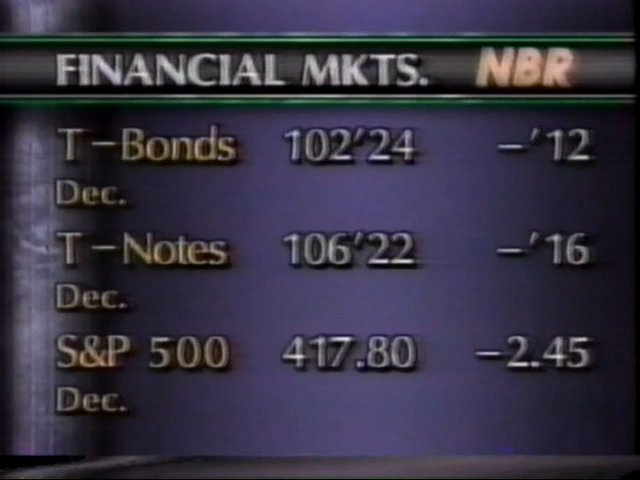 FINANCIAL MKTS. NBR
T-Bonds 102'24 -'12
Dec.
T-Notes 106'22 -'16
Dec.
S&P 500 417.80 -2.45
Dec.